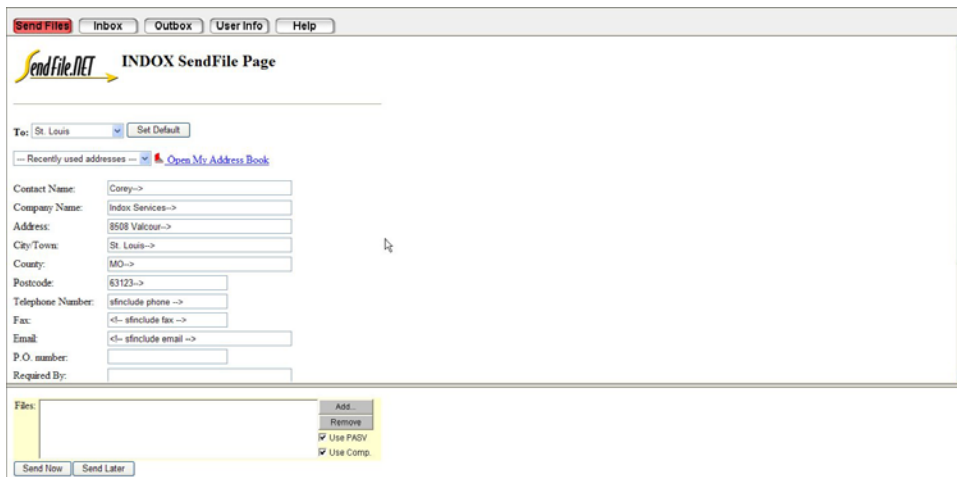 Send Files Inbox Outbox User Info Help
SendFile.NET INDOX SendFile Page
To: St. Louis Set Default
--- Recently used addresses --- Open My Address Book
Contact Name: Corey-->
Company Name: Indox Services-->
Address: 8508 Valcour-->
City/Town: St. Louis-->
County: MO-->
Postcode: 63123-->
Telephone Number: sfinclude phone -->
Fax: <!-- sfinclude fax -->
Email: <!-- sfinclude email -->
P.O. number:
Required By:
Files: Add...
Remove
Use PASV
Use Comp.
Send Now Send Later